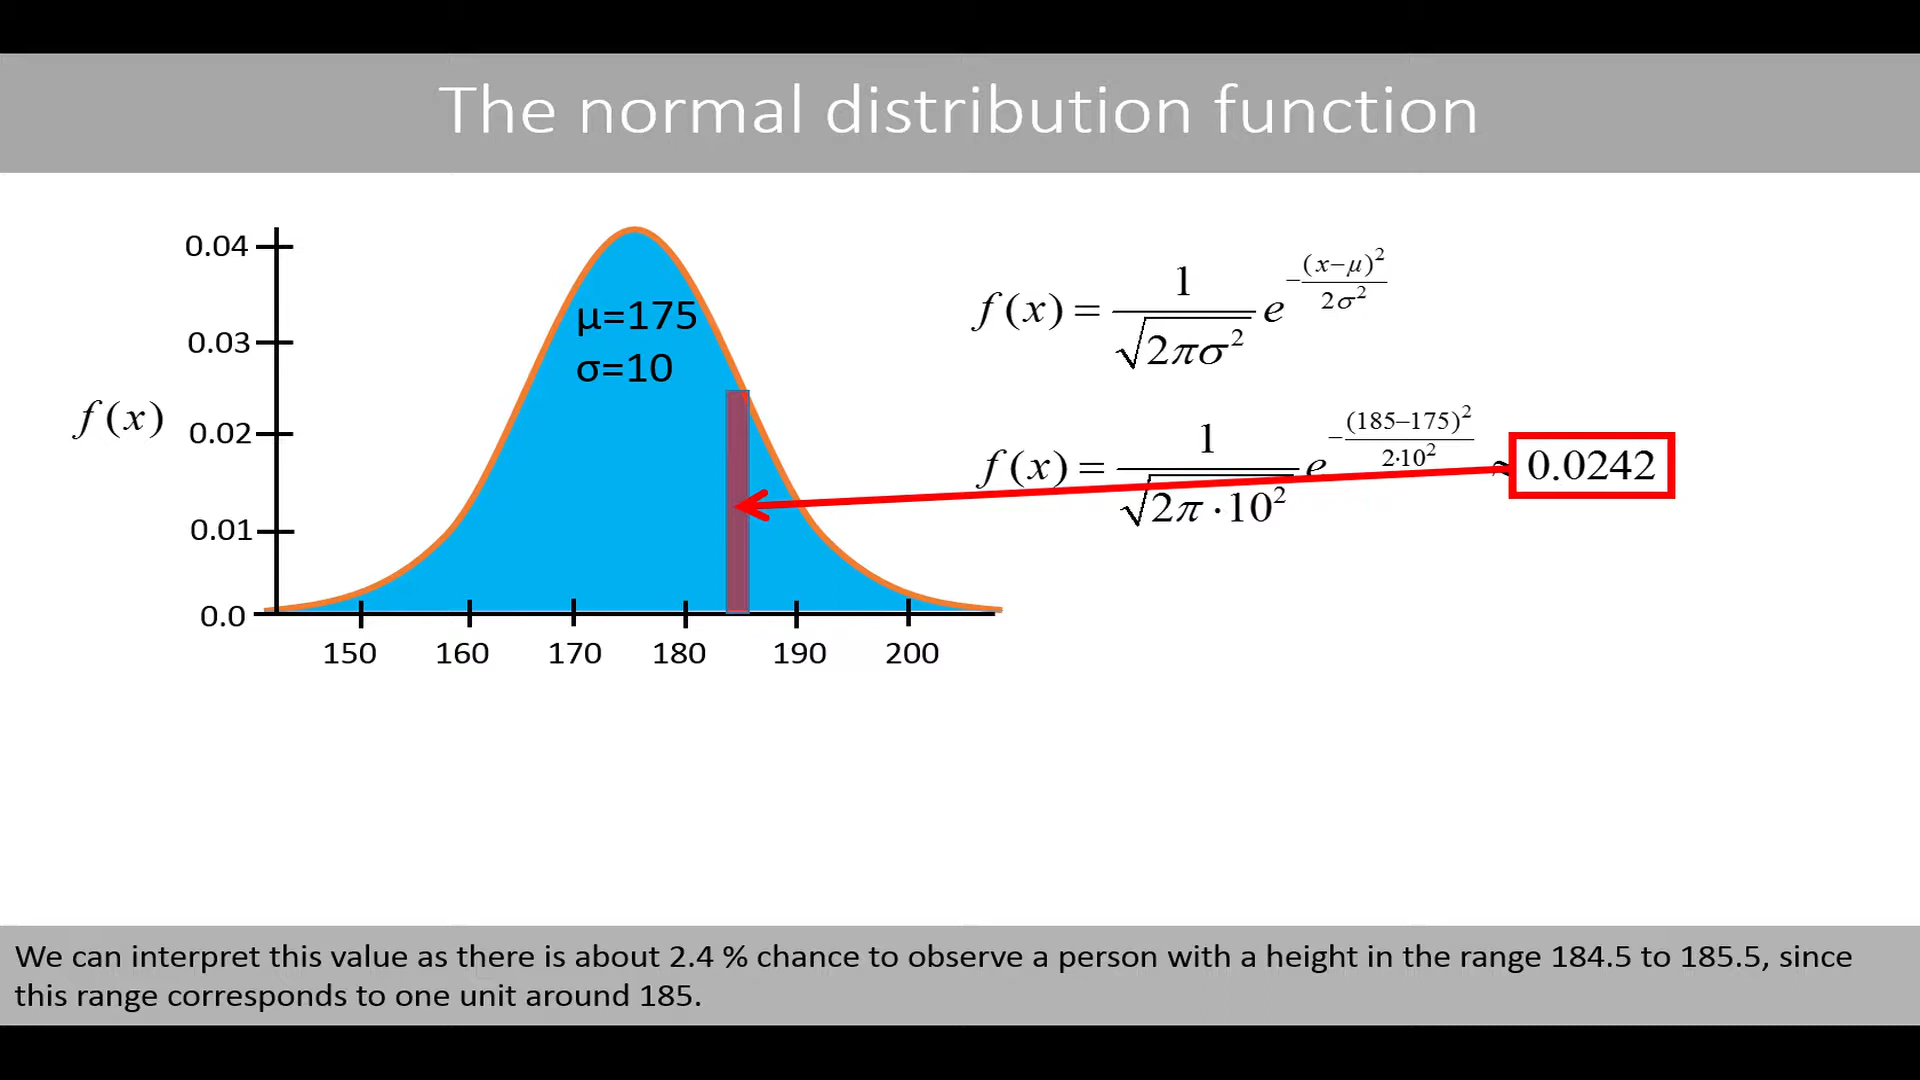 The normal distribution function
0.04
0.03
0.02
0.01
0.0
f(x)
μ=175
σ=10
150 160 170 180 190 200
f(x) = 1/√(2πσ²) e^(−(x−μ)²/(2σ²))
f(x) = 1/√(2π·10²) e^(−(185−175)²/(2·10²)) ≈ 0.0242
We can interpret this value as there is about 2.4 % chance to observe a person with a height in the range 184.5 to 185.5, since
this range corresponds to one unit around 185.